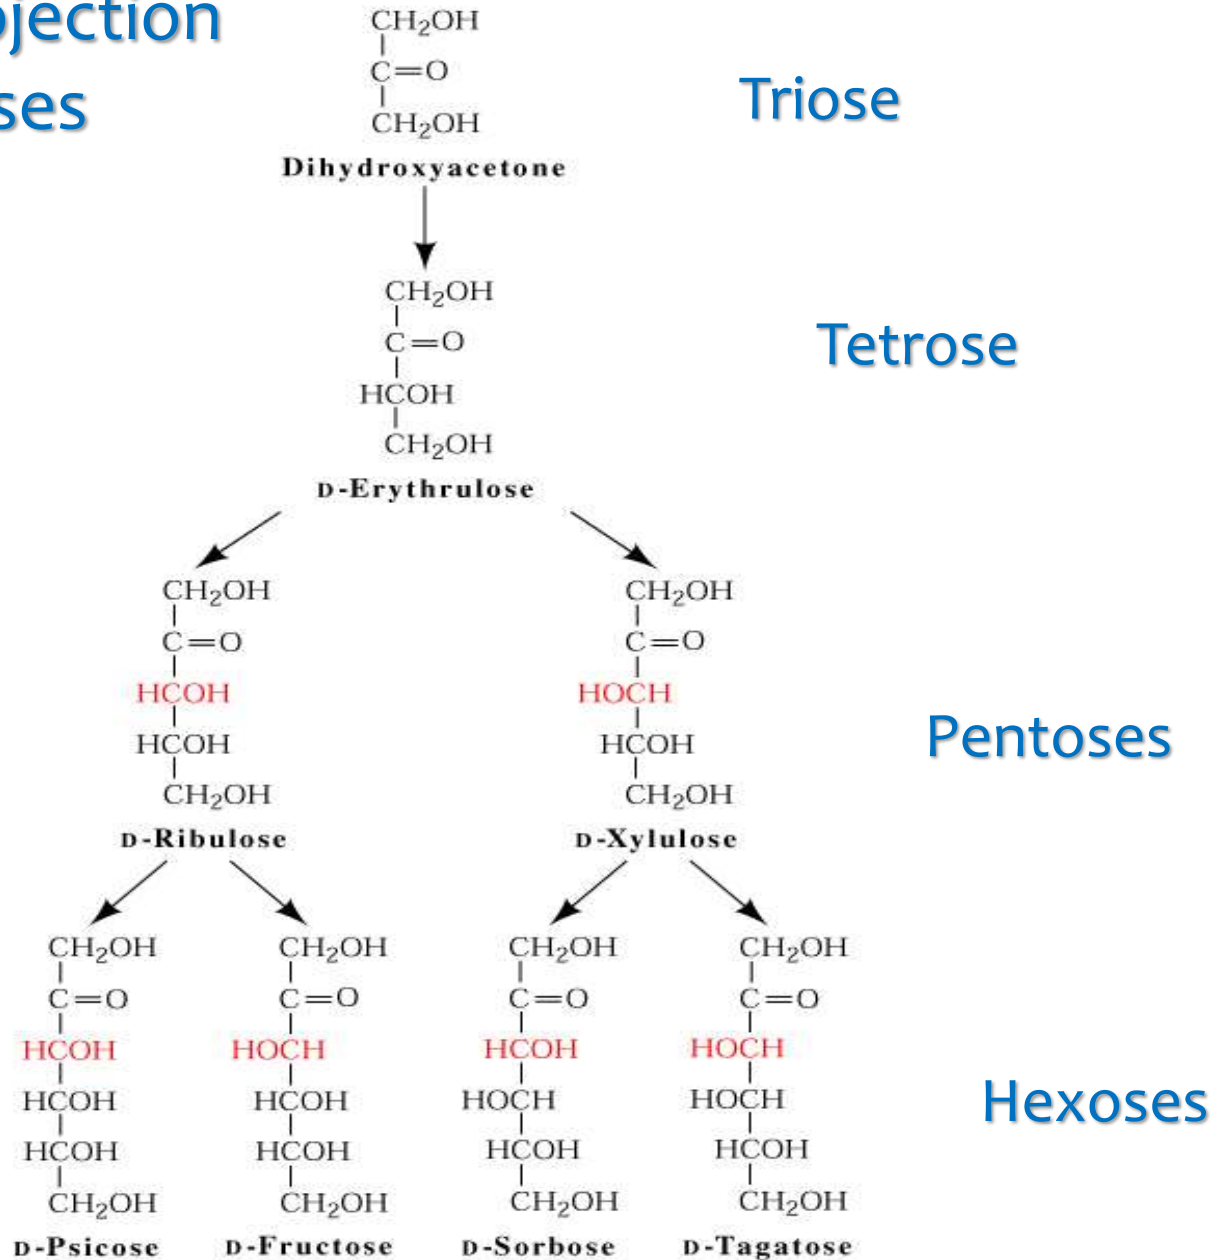 CH₂OH
C=O
CH₂OH
Dihydroxyacetone
Triose
CH₂OH
C=O
HCOH
CH₂OH
D-Erythrulose
Tetrose
CH₂OH
C=O
HCOH
HCOH
CH₂OH
D-Ribulose
CH₂OH
C=O
HOCH
HCOH
CH₂OH
D-Xylulose
Pentoses
CH₂OH
C=O
HCOH
HCOH
HCOH
CH₂OH
D-Psicose
CH₂OH
C=O
HOCH
HCOH
HCOH
CH₂OH
D-Fructose
CH₂OH
C=O
HCOH
HOCH
HCOH
CH₂OH
D-Sorbose
CH₂OH
C=O
HOCH
HOCH
HCOH
CH₂OH
D-Tagatose
Hexoses